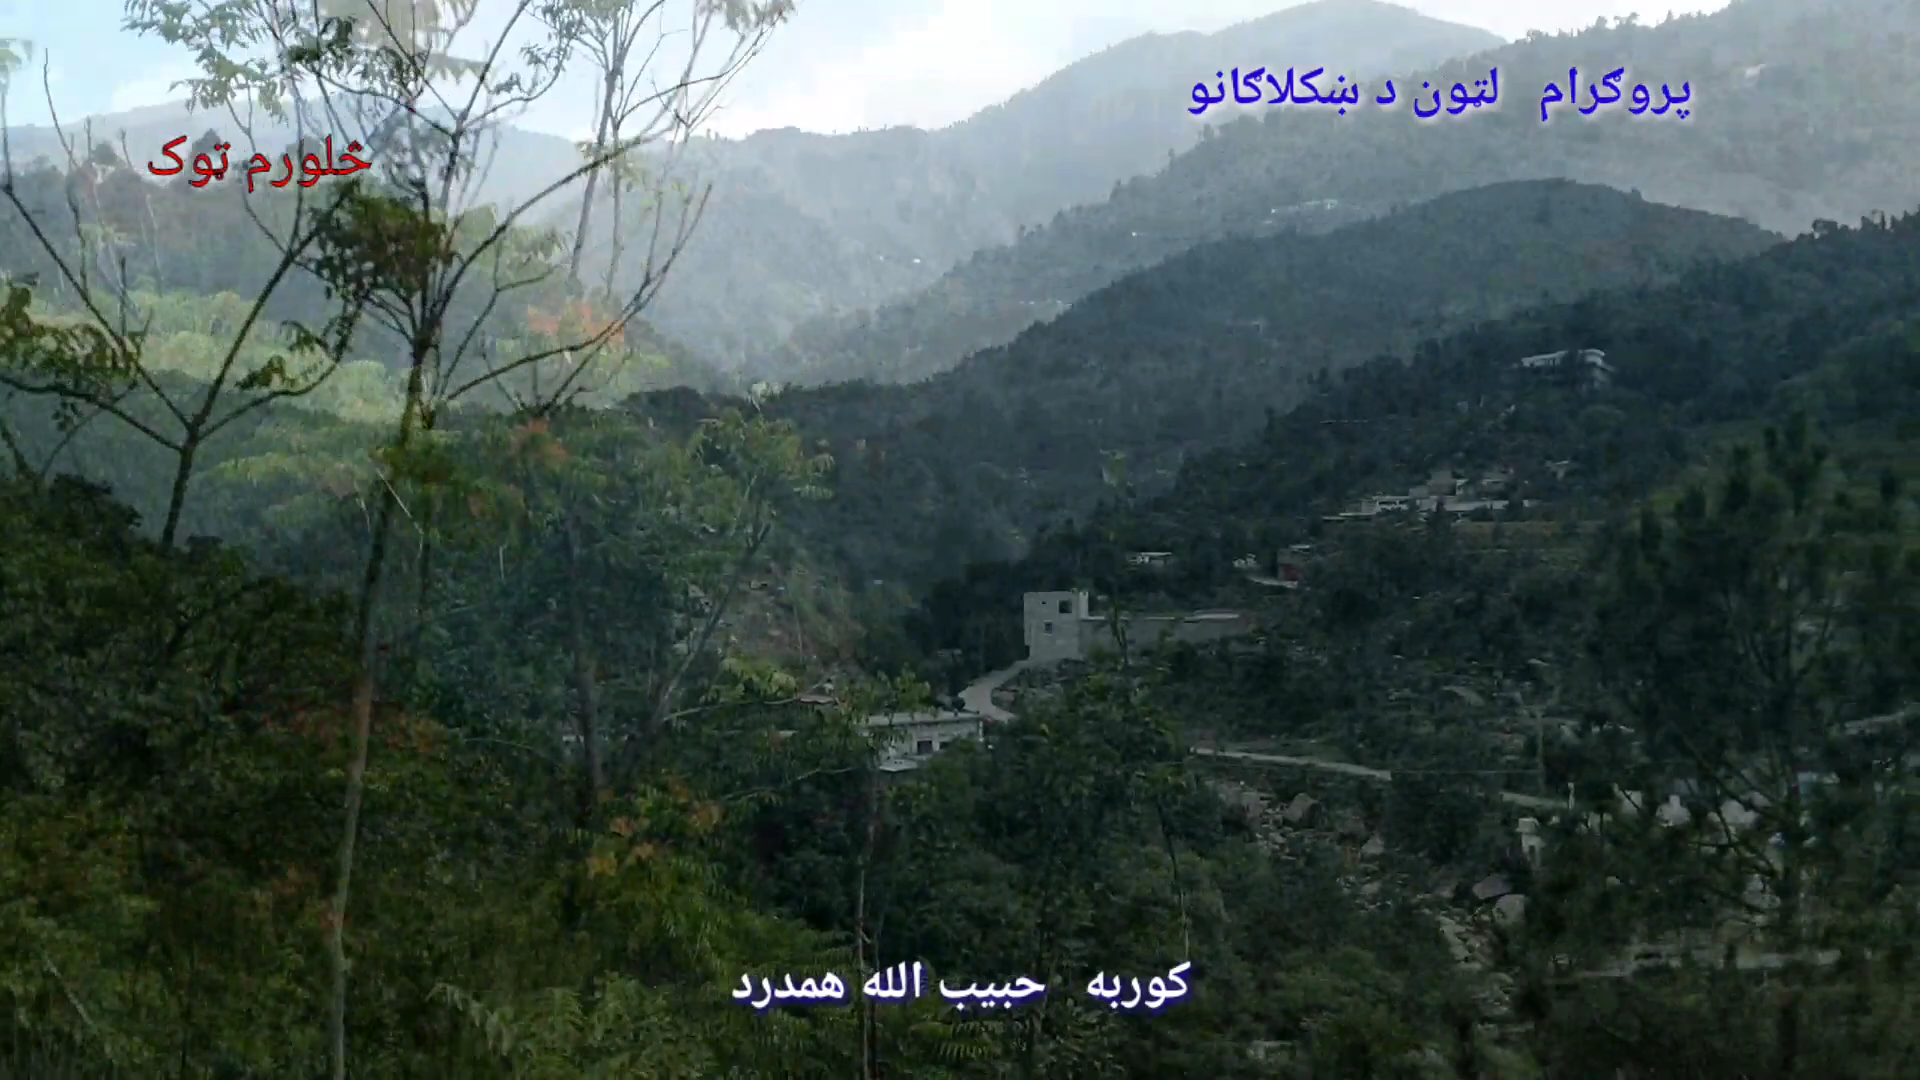 پروګرام لټون د ښکلاګانو
څلورم ټوک
کوربه حبیب الله همدرد